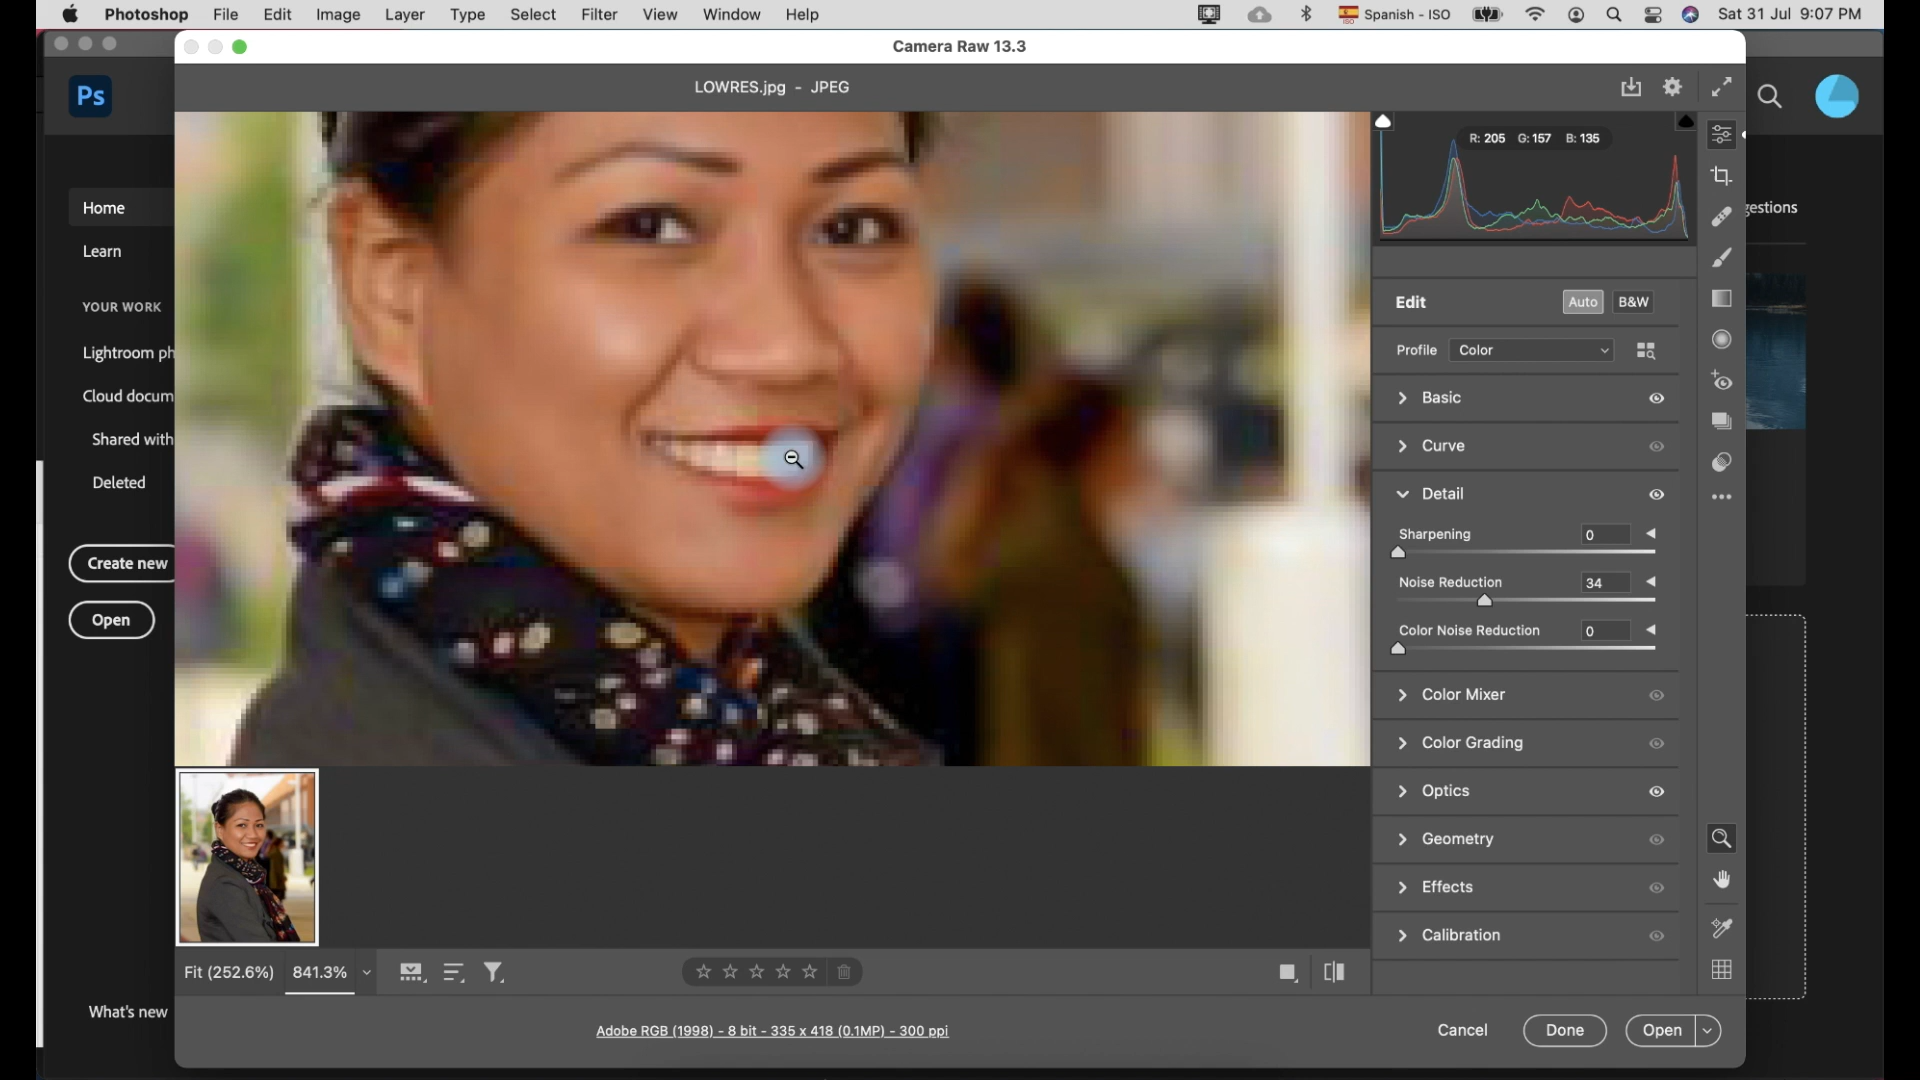 Photoshop File Edit Image Layer Type Select Filter View Window Help Spanish - ISO Sat 31 Jul 9:07 PM
Camera Raw 13.3
Ps
LOWRES.jpg - JPEG
R: 205 G: 157 B: 135
Home
gestions
Learn
YOUR WORK
Edit Auto B&W
Lightroom ph
Profile Color
Cloud docum
Basic
Shared with
Curve
Deleted
Detail
Sharpening 0
Create new
Noise Reduction 34
Open
Color Noise Reduction 0
Color Mixer
Color Grading
Optics
Geometry
Effects
Calibration
Fit (252.6%) 841.3%
What's new
Adobe RGB (1998) - 8 bit - 335 x 418 (0.1MP) - 300 ppi
Cancel Done Open